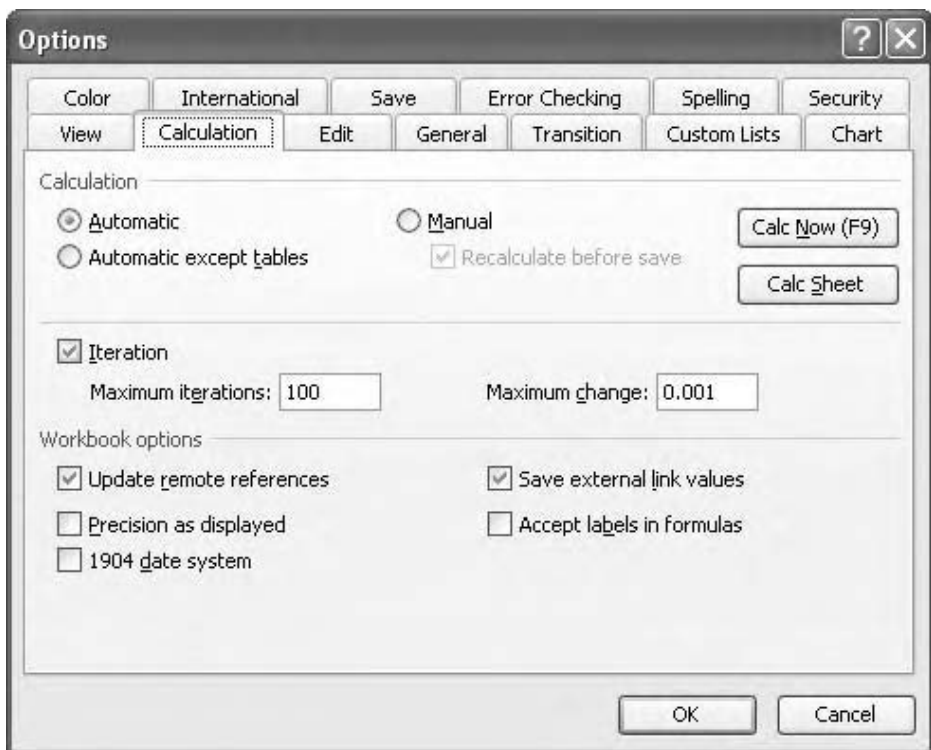 Options
Color International Save Error Checking Spelling Security
View Calculation Edit General Transition Custom Lists Chart
Calculation
Automatic Manual Calc Now (F9)
Automatic except tables Recalculate before save
Calc Sheet
Iteration
Maximum iterations: 100 Maximum change: 0.001
Workbook options
Update remote references Save external link values
Precision as displayed Accept labels in formulas
1904 date system
OK Cancel